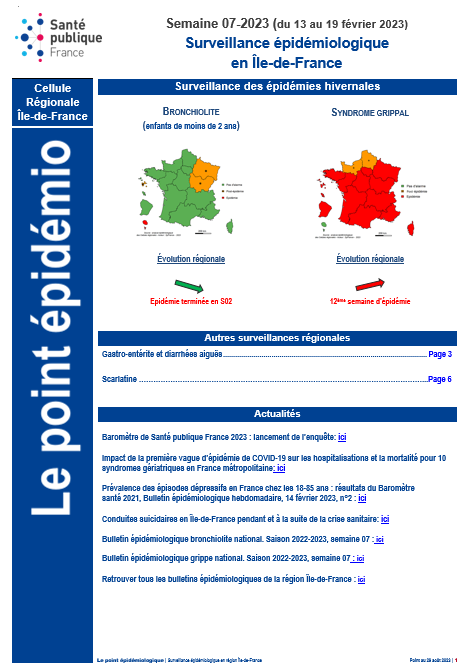 Santé
publique
France
Semaine 07-2023 (du 13 au 19 février 2023)
Surveillance épidémiologique
en Île-de-France
Cellule
Régionale
Île-de-France
Le point épidémio
Surveillance des épidémies hivernales
BRONCHIOLITE
(enfants de moins de 2 ans)
SYNDROME GRIPPAL
Pas d'alarme
Post-épidémie
Epidémie
Pas d'alarme
Epidémie
Évolution régionale
Évolution régionale
Epidémie terminée en S02
12ème semaine d'épidémie
Autres surveillances régionales
Gastro-entérite et diarrhées aiguës Page 3
Scarlatine Page 6
Actualités
Baromètre de Santé publique France 2023 : lancement de l'enquête: ici
Impact de la première vague d'épidémie de COVID-19 sur les hospitalisations et la mortalité pour 10
syndromes gériatriques en France métropolitaine: ici
Prévalence des épisodes dépressifs en France chez les 18-85 ans : résultats du Baromètre
santé 2021, Bulletin épidémiologique hebdomadaire, 14 février 2023, n°2 : ici
Conduites suicidaires en Île-de-France pendant et à la suite de la crise sanitaire: ici
Bulletin épidémiologique bronchiolite national. Saison 2022-2023, semaine 07 : ici
Bulletin épidémiologique grippe national. Saison 2022-2023, semaine 07 : ici
Retrouver tous les bulletins épidémiologiques de la région Île-de-France : ici
Le point épidémiologique | Surveillance épidémiologique en région Île-de-France
Point au 28 août 2023 | 1